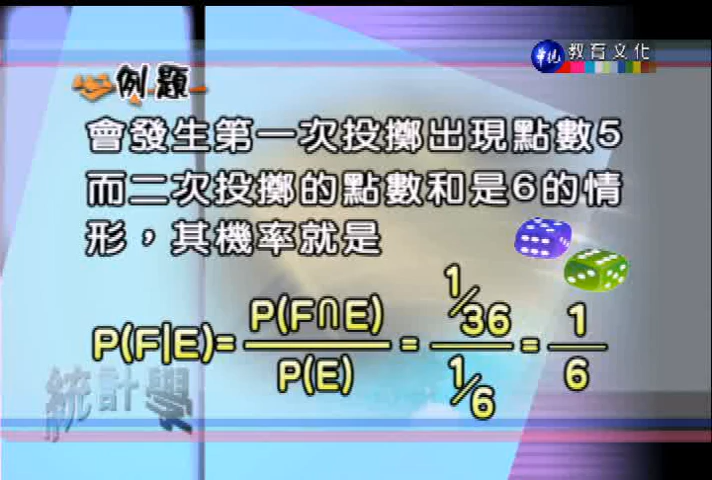 華視 教育文化
例題
會發生第一次投擲出現點數5
而二次投擲的點數和是6的情
形，其機率就是
P(F|E)= P(F∩E) / P(E) = 1/36 / 1/6 = 1 / 6
統計學